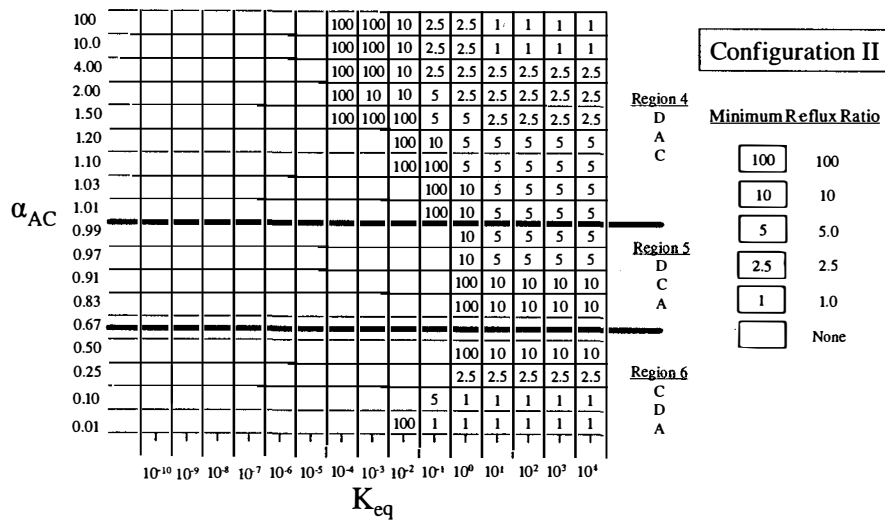 Configuration II
α_AC
100 100 100 10 2.5 2.5 1 1 1 1
10.0 100 100 10 2.5 2.5 1 1 1 1
4.00 100 100 10 2.5 2.5 2.5 2.5 2.5 2.5
2.00 100 10 10 5 2.5 2.5 2.5 2.5 2.5
1.50 100 100 100 5 5 2.5 2.5 2.5 2.5
1.20 100 10 5 5 5 5 5
1.10 100 100 5 5 5 5 5
1.03 100 10 5 5 5 5
1.01 100 10 5 5 5 5
0.99 10 5 5 5 5
0.97 10 5 5 5 5
0.91 100 10 10 10 10
0.83 100 10 10 10 10
0.67
0.50 100 10 10 10 10
0.25 2.5 2.5 2.5 2.5 2.5
0.10 5 1 1 1 1 1
0.01 100 1 1 1 1 1 1
10⁻¹⁰ 10⁻⁹ 10⁻⁸ 10⁻⁷ 10⁻⁶ 10⁻⁵ 10⁻⁴ 10⁻³ 10⁻² 10⁻¹ 10⁰ 10¹ 10² 10³ 10⁴
K_eq
Region 4
D
A
C
Region 5
D
C
A
Region 6
C
D
A
Minimum Reflux Ratio
100 100
10 10
5 5.0
2.5 2.5
1 1.0
None